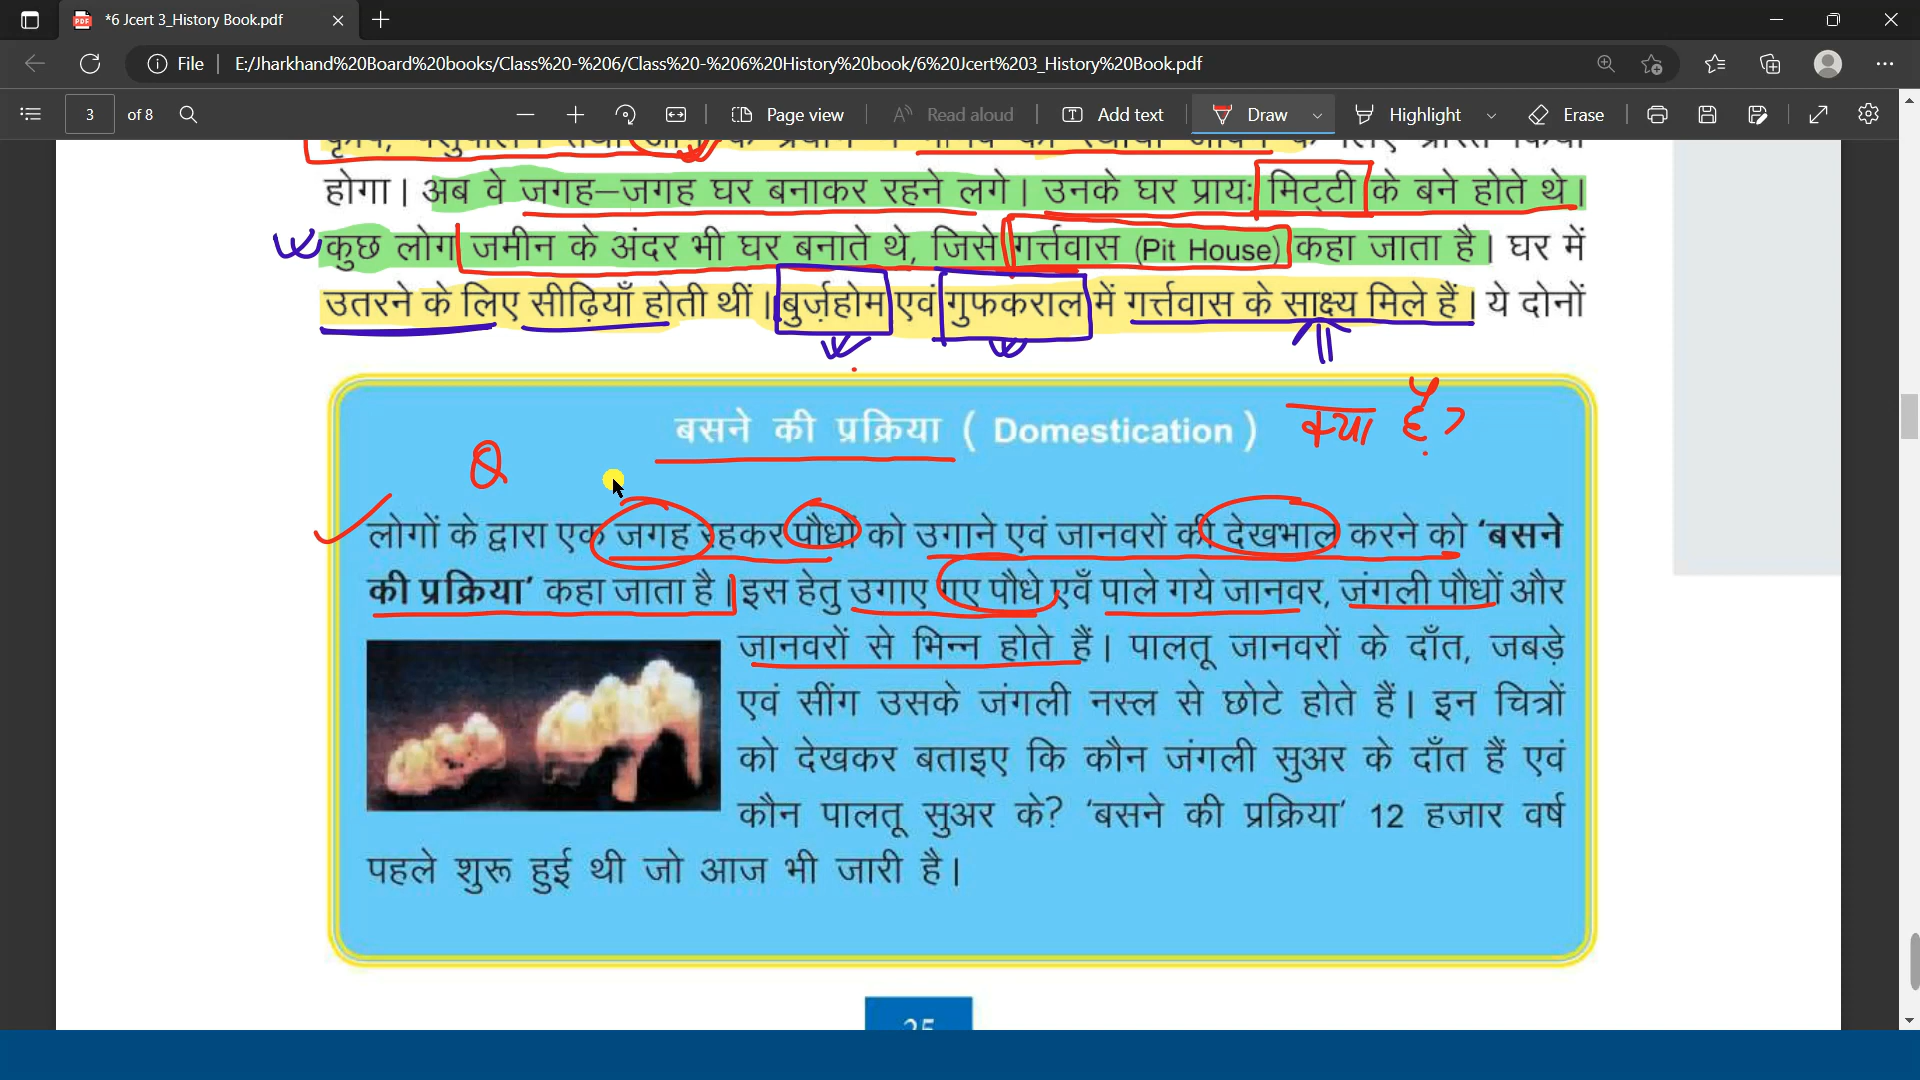 *6 Jcert 3_History Book.pdf
File
E:/Jharkhand%20Board%20books/Class%20-%206/Class%20-%206%20History%20book/6%20Jcert%203_History%20Book.pdf
3 of 8 Page view Read aloud Add text Draw Highlight Erase
होगा। अब वे जगह–जगह घर बनाकर रहने लगे। उनके घर प्रायः मिट्टी के बने होते थे।
कुछ लोग जमीन के अंदर भी घर बनाते थे, जिसे गर्त्तवास (Pit House) कहा जाता है। घर में
उतरने के लिए सीढ़ियाँ होती थीं। बुर्ज़होम एवं गुफकराल में गर्त्तवास के साक्ष्य मिले हैं। ये दोनों
बसने की प्रक्रिया ( Domestication ) क्या है?
Q
लोगों के द्वारा एक जगह रहकर पौधों को उगाने एवं जानवरों की देखभाल करने को ‘बसने
की प्रक्रिया’ कहा जाता है। इस हेतु उगाए गए पौधे एवँ पाले गये जानवर, जंगली पौधों और
जानवरों से भिन्न होते हैं। पालतू जानवरों के दाँत, जबड़े
एवं सींग उसके जंगली नस्ल से छोटे होते हैं। इन चित्रों
को देखकर बताइए कि कौन जंगली सुअर के दाँत हैं एवं
कौन पालतू सुअर के? ‘बसने की प्रक्रिया’ 12 हजार वर्ष
पहले शुरू हुई थी जो आज भी जारी है।